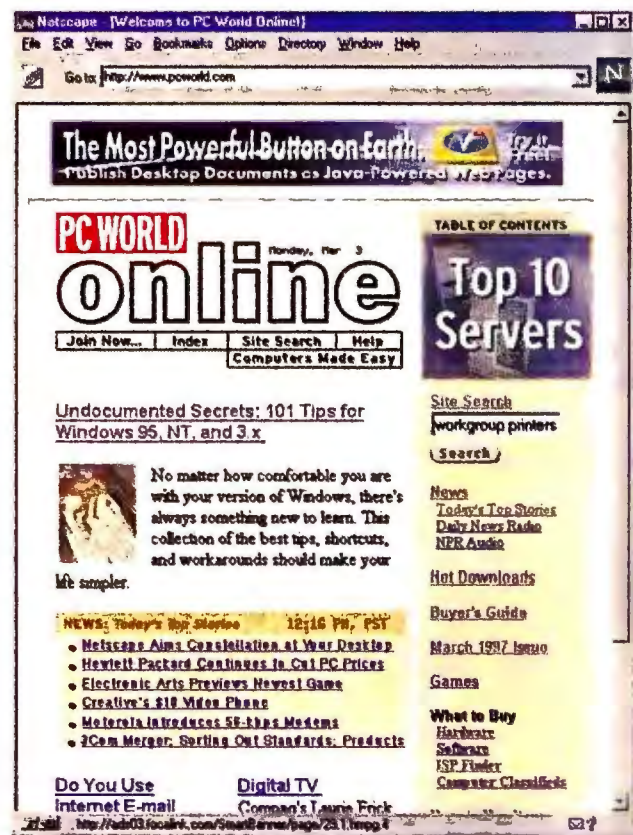 Netscape - [Welcome to PC World Online!]
File Edit View Go Bookmarks Options Directory Window Help
Go to: http://www.pcworld.com
N
The Most Powerful Button on Earth. Try it
Publish Desktop Documents as Java-Powered Web Pages.
PC WORLD
online
Monday, Mar 3
Join Now... Index Site Search Help
Computers Made Easy
Undocumented Secrets: 101 Tips for
Windows 95, NT, and 3.x
No matter how comfortable you are
with your version of Windows, there's
always something new to learn. This
collection of the best tips, shortcuts,
and workarounds should make your
life simpler.
NEWS: Today's Top Stories 12:16 PM, PST
Netscape Aims Constellation at Your Desktop
Hewlett Packard Continues to Cut PC Prices
Electronic Arts Previews Newest Game
Creative's $10 Video Phone
Motorola Introduces 56-kbps Modems
3Com Merger: Sorting Out Standards, Products
Do You Use
Internet E-mail
Digital TV
Compaq's Laurie Frick
TABLE OF CONTENTS
Top 10
Servers
Site Search
workgroup printers
Search
News
Today's Top Stories
Daily News Radio
NPR Audio
Hot Downloads
Buyer's Guide
March 1997 Issue
Games
What to Buy
Hardware
Software
ISP Finder
Computer Classifieds